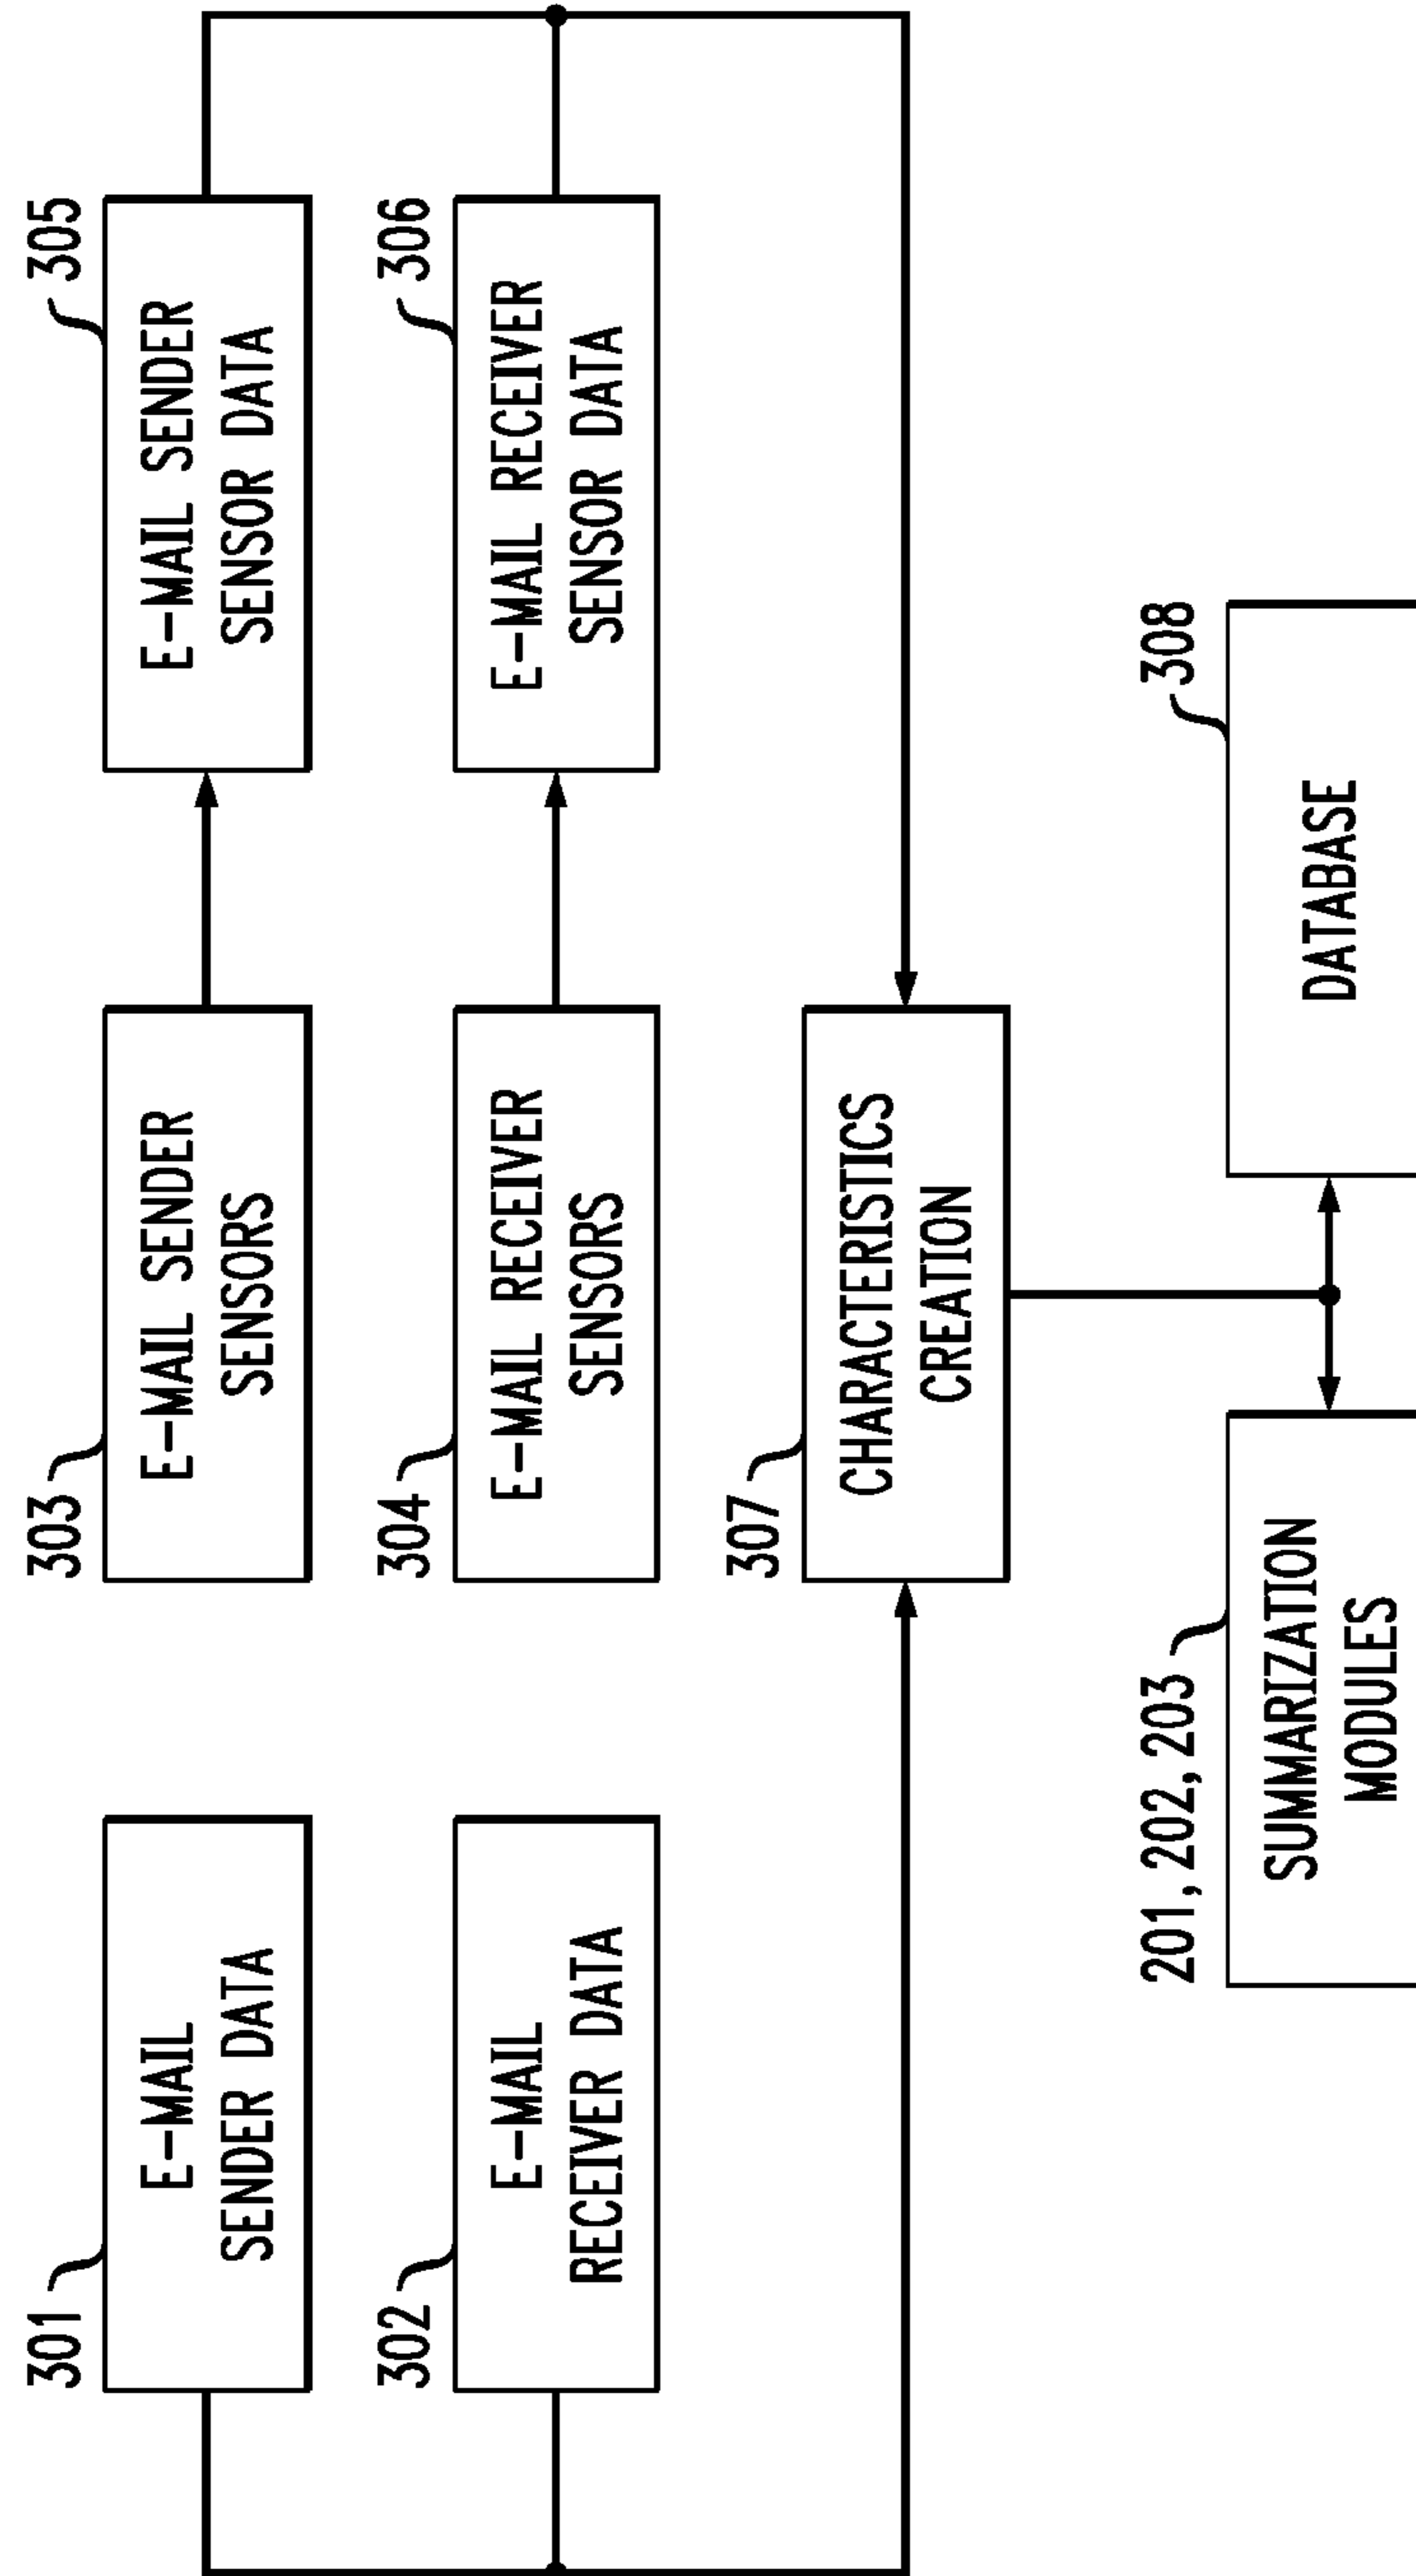 301
E-MAIL
SENDER DATA
303
E-MAIL SENDER
SENSORS
305
E-MAIL SENDER
SENSOR DATA
302
E-MAIL
RECEIVER DATA
304
E-MAIL RECEIVER
SENSORS
306
E-MAIL RECEIVER
SENSOR DATA
307
CHARACTERISTICS
CREATION
201, 202, 203
SUMMARIZATION
MODULES
308
DATABASE